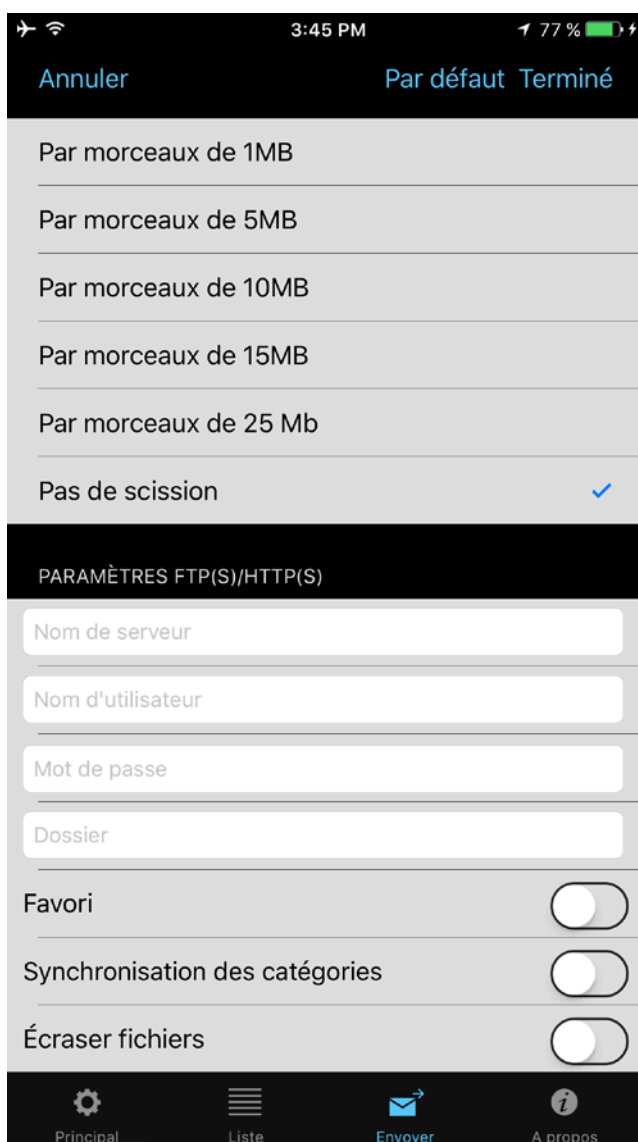 3:45 PM
77 %
Annuler
Par défaut
Terminé
Par morceaux de 1MB
Par morceaux de 5MB
Par morceaux de 10MB
Par morceaux de 15MB
Par morceaux de 25 Mb
Pas de scission
PARAMÈTRES FTP(S)/HTTP(S)
Nom de serveur
Nom d'utilisateur
Mot de passe
Dossier
Favori
Synchronisation des catégories
Écraser fichiers
Principal
Liste
Envoyer
A propos